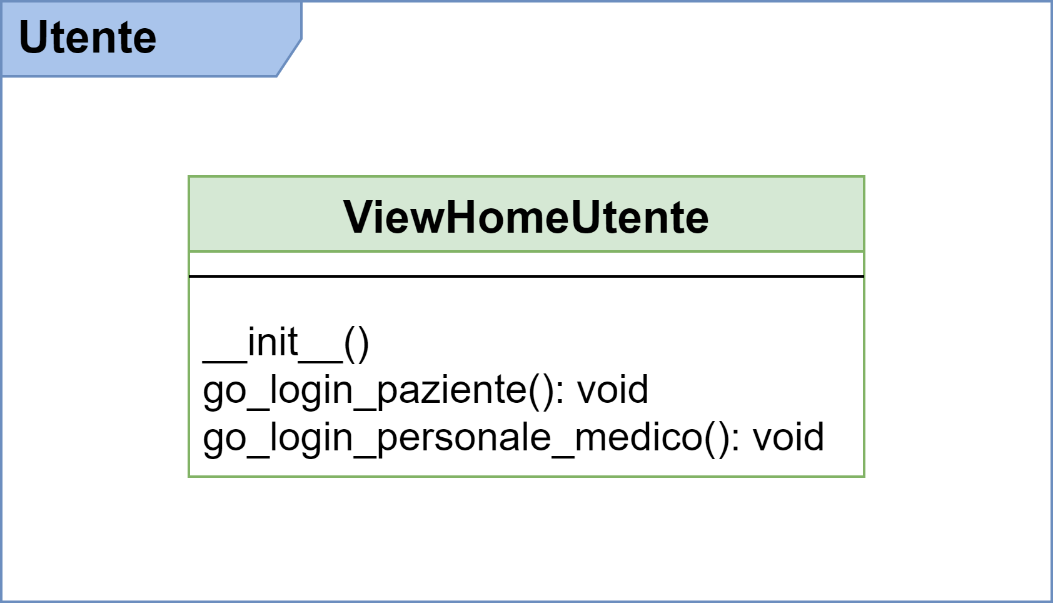 Utente
ViewHomeUtente
__init__()
go_login_paziente(): void
go_login_personale_medico(): void